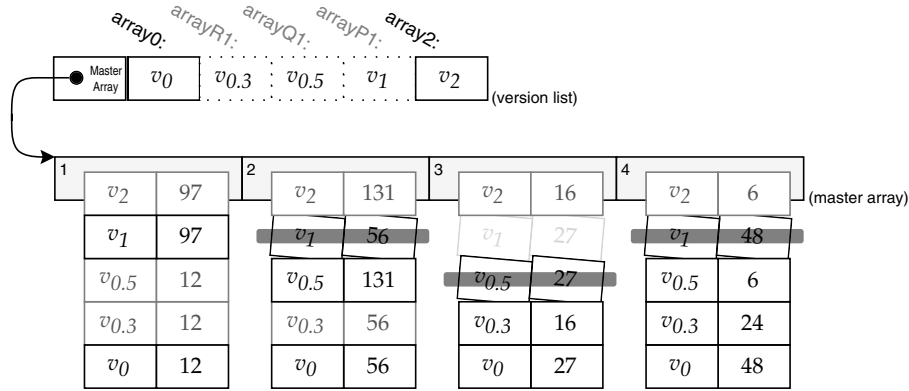 array0: arrayR1: arrayQ1: arrayP1: array2:
Master Array v0 v0.3 v0.5 v1 v2
(version list)
1 2 3 4
v2 97 v2 131 v2 16 v2 6
(master array)
v1 97 v1 56 v1 27 v1 48
v0.5 12 v0.5 131 v0.5 27 v0.5 6
v0.3 12 v0.3 56 v0.3 16 v0.3 24
v0 12 v0 56 v0 27 v0 48